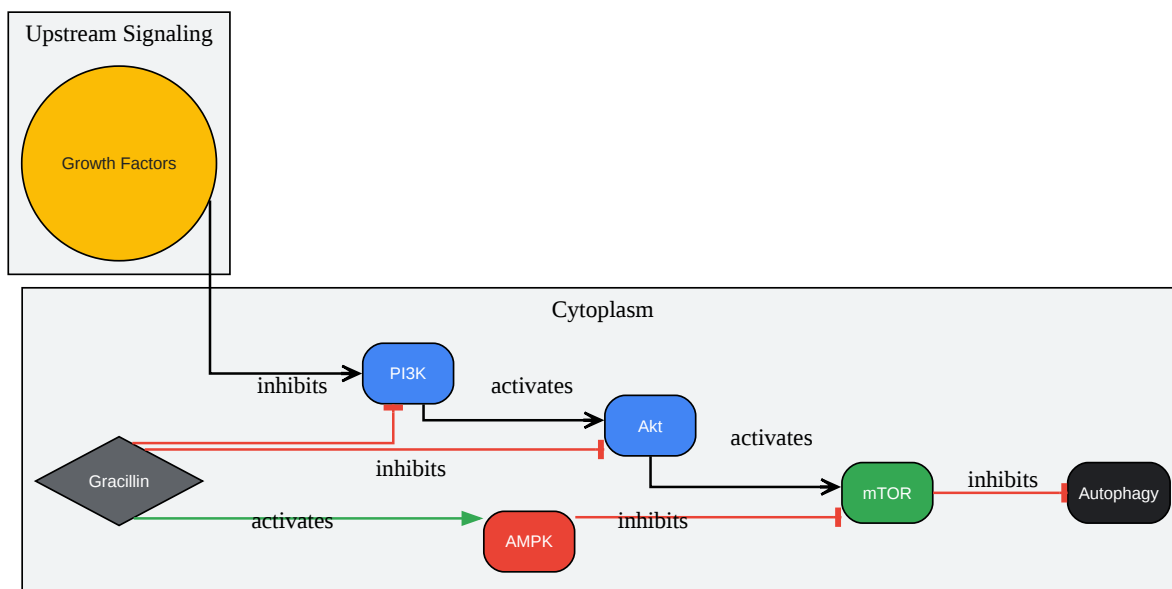 Upstream Signaling
Growth Factors
Cytoplasm
PI3K
inhibits
activates
Akt
activates
inhibits
Gracillin
mTOR
inhibits
Autophagy
activates
inhibits
AMPK